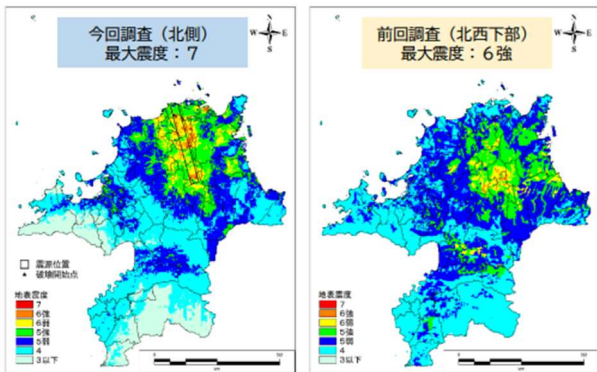 今回調査（北側）
最大震度：７
N
W
E
S
震源位置
破壊開始点
地表震度
7
6強
6弱
5強
5弱
4
3以下
前回調査（北西下部）
最大震度：６強
N
W
E
S
地表震度
7
6強
6弱
5強
5弱
4
3以下